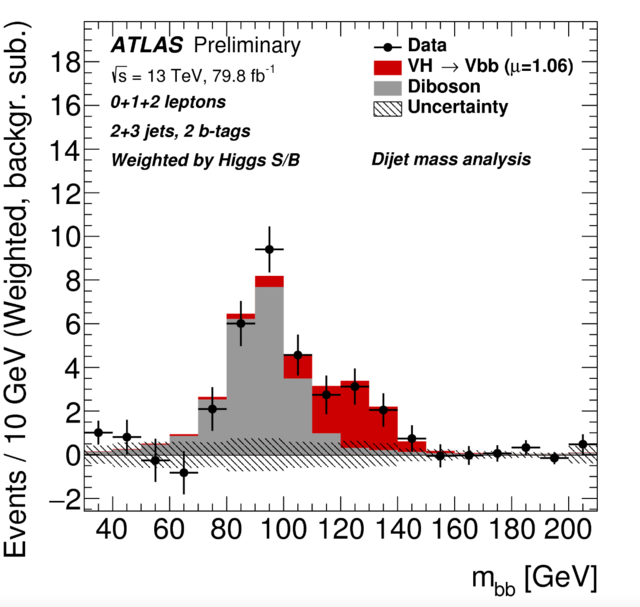 Events / 10 GeV (Weighted, backgr. sub.)
18
16
14
12
10
8
6
4
2
0
−2
ATLAS Preliminary
√s = 13 TeV, 79.8 fb⁻¹
0+1+2 leptons
2+3 jets, 2 b-tags
Weighted by Higgs S/B
Data
VH → Vbb (μ=1.06)
Diboson
Uncertainty
Dijet mass analysis
40 60 80 100 120 140 160 180 200
m_bb [GeV]